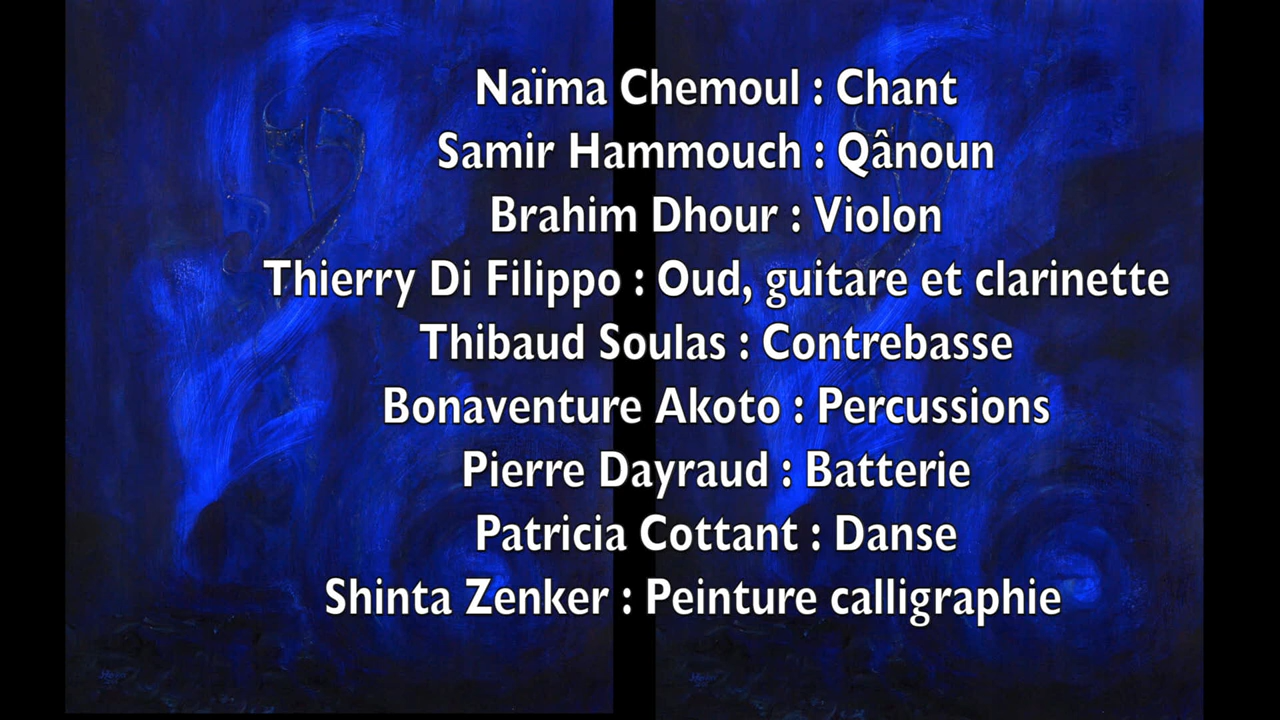 Naïma Chemoul : Chant
Samir Hammouch : Qânoun
Brahim Dhour : Violon
Thierry Di Filippo : Oud, guitare et clarinette
Thibaud Soulas : Contrebasse
Bonaventure Akoto : Percussions
Pierre Dayraud : Batterie
Patricia Cottant : Danse
Shinta Zenker : Peinture calligraphie